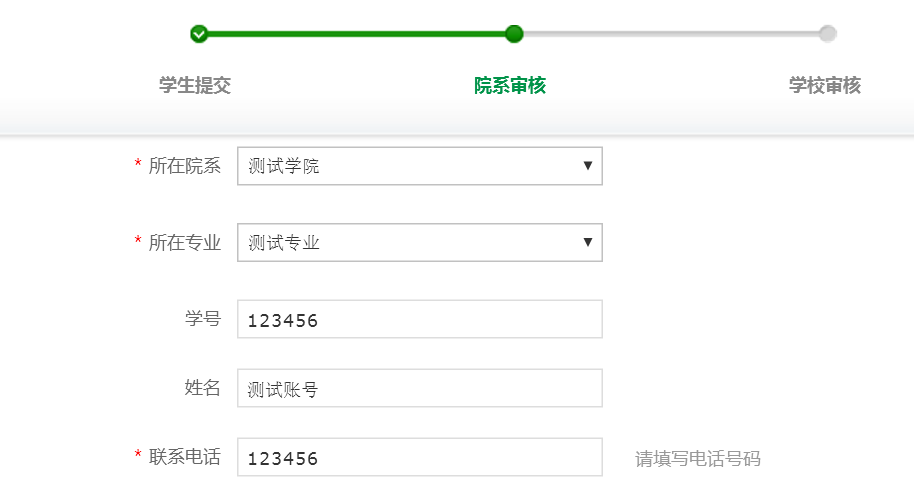 学生提交 院系审核 学校审核
* 所在院系 测试学院
* 所在专业 测试专业
学号 123456
姓名 测试账号
* 联系电话 123456 请填写电话号码